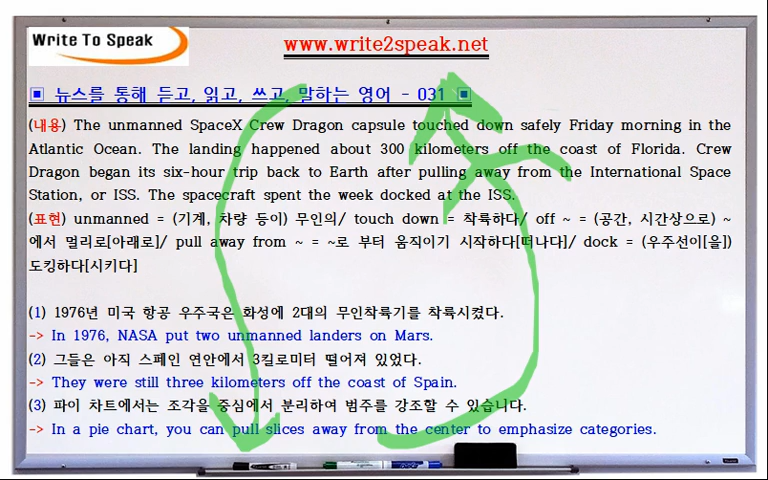 Write To Speak
www.write2speak.net
▣ 뉴스를 통해 듣고, 읽고, 쓰고, 말하는 영어 - 031 ▣
(내용) The unmanned SpaceX Crew Dragon capsule touched down safely Friday morning in the
Atlantic Ocean. The landing happened about 300 kilometers off the coast of Florida. Crew
Dragon began its six-hour trip back to Earth after pulling away from the International Space
Station, or ISS. The spacecraft spent the week docked at the ISS.
(표현) unmanned = (기계, 차량 등이) 무인의/ touch down = 착륙하다/ off ~ = (공간, 시간상으로) ~
에서 멀리로[아래로]/ pull away from ~ = ~로 부터 움직이기 시작하다[떠나다]/ dock = (우주선이[을])
도킹하다[시키다]
(1) 1976년 미국 항공 우주국은 화성에 2대의 무인착륙기를 착륙시켰다.
-> In 1976, NASA put two unmanned landers on Mars.
(2) 그들은 아직 스페인 연안에서 3킬로미터 떨어져 있었다.
-> They were still three kilometers off the coast of Spain.
(3) 파이 차트에서는 조각을 중심에서 분리하여 범주를 강조할 수 있습니다.
-> In a pie chart, you can pull slices away from the center to emphasize categories.